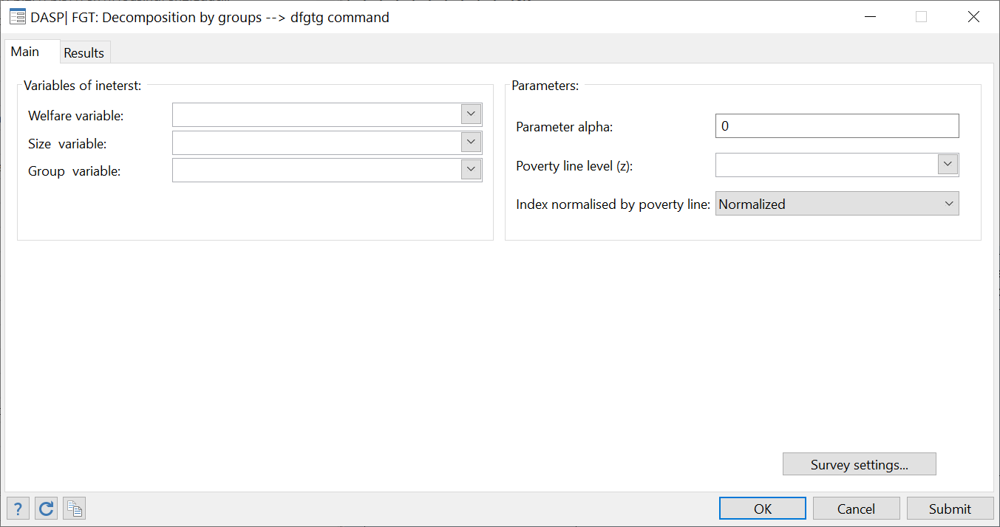 DASP| FGT: Decomposition by groups --> dfgtg command
Main
Results
Variables of ineterst:
Welfare variable:
Size  variable:
Group  variable:
Parameters:
Parameter alpha:
0
Poverty line level (z):
Index normalised by poverty line:
Normalized
Survey settings...
?
OK
Cancel
Submit